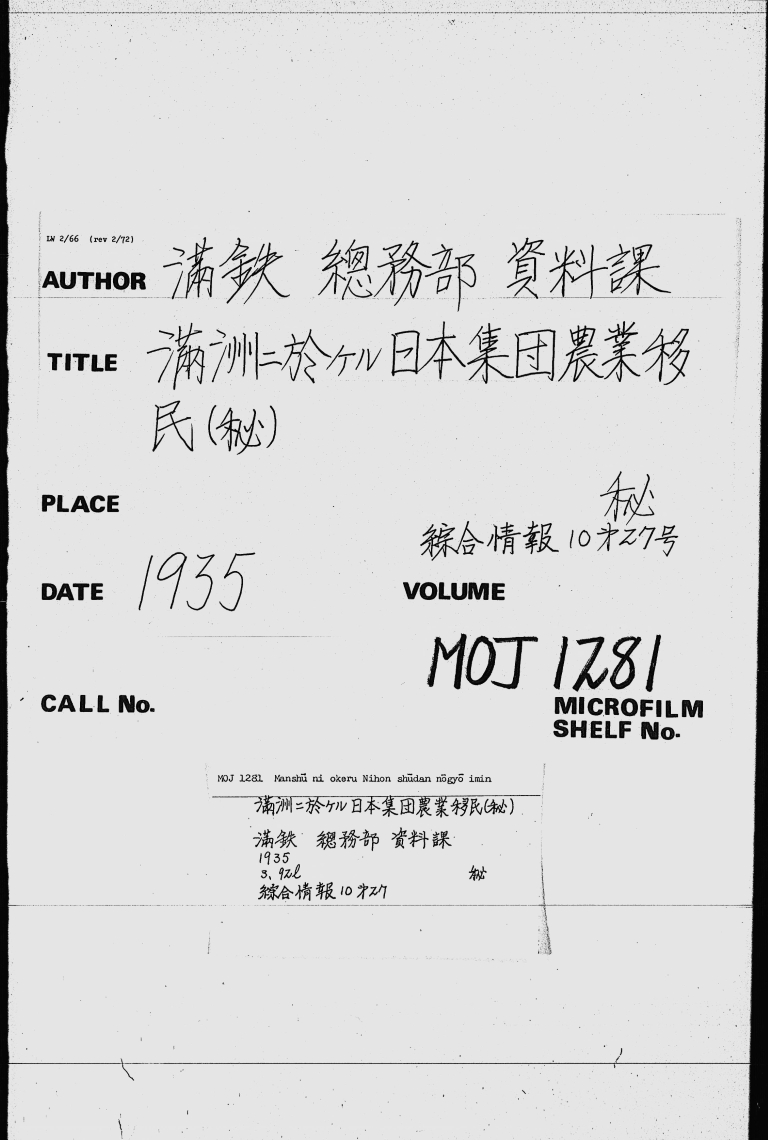 LW 2/66 (rev 2/72)
AUTHOR 満鉄 總務部 資料課
TITLE 満洲ニ於ケル日本集団農業移
民(秘)
PLACE
秘
綜合情報10才27号
DATE 1935
VOLUME
MOJ 1281
CALL No.
MICROFILM
SHELF No.
MOJ 1281 Manshū ni okeru Nihon shūdan nōgyō imin
満洲ニ於ケル日本集団農業移民(秘)
満鉄 總務部 資料課
1935
3, 92l 秘
綜合情報10才27